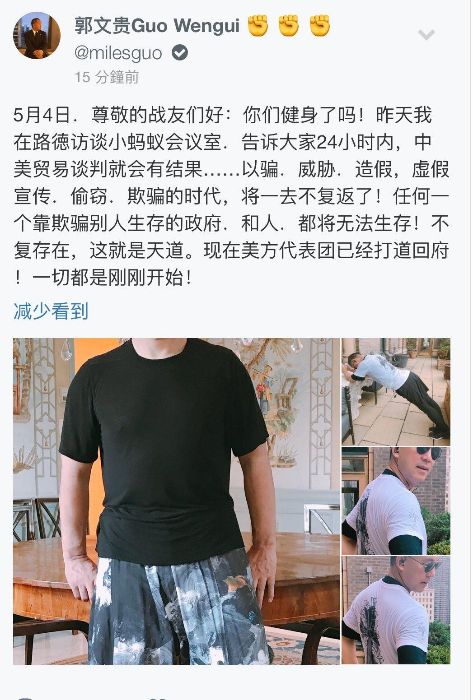 郭文贵Guo Wengui ✊ ✊ ✊
@milesguo
15 分鐘前
5月4日．尊敬的战友们好：你们健身了吗！昨天我
在路德访谈小蚂蚁会议室．告诉大家24小时内，中
美贸易谈判就会有结果……以骗．威胁．造假，虚假
宣传．偷窃．欺骗的时代，将一去不复返了！任何一
个靠欺骗别人生存的政府．和人．都将无法生存！不
复存在，这就是天道。现在美方代表团已经打道回府
！一切都是刚刚开始！
减少看到